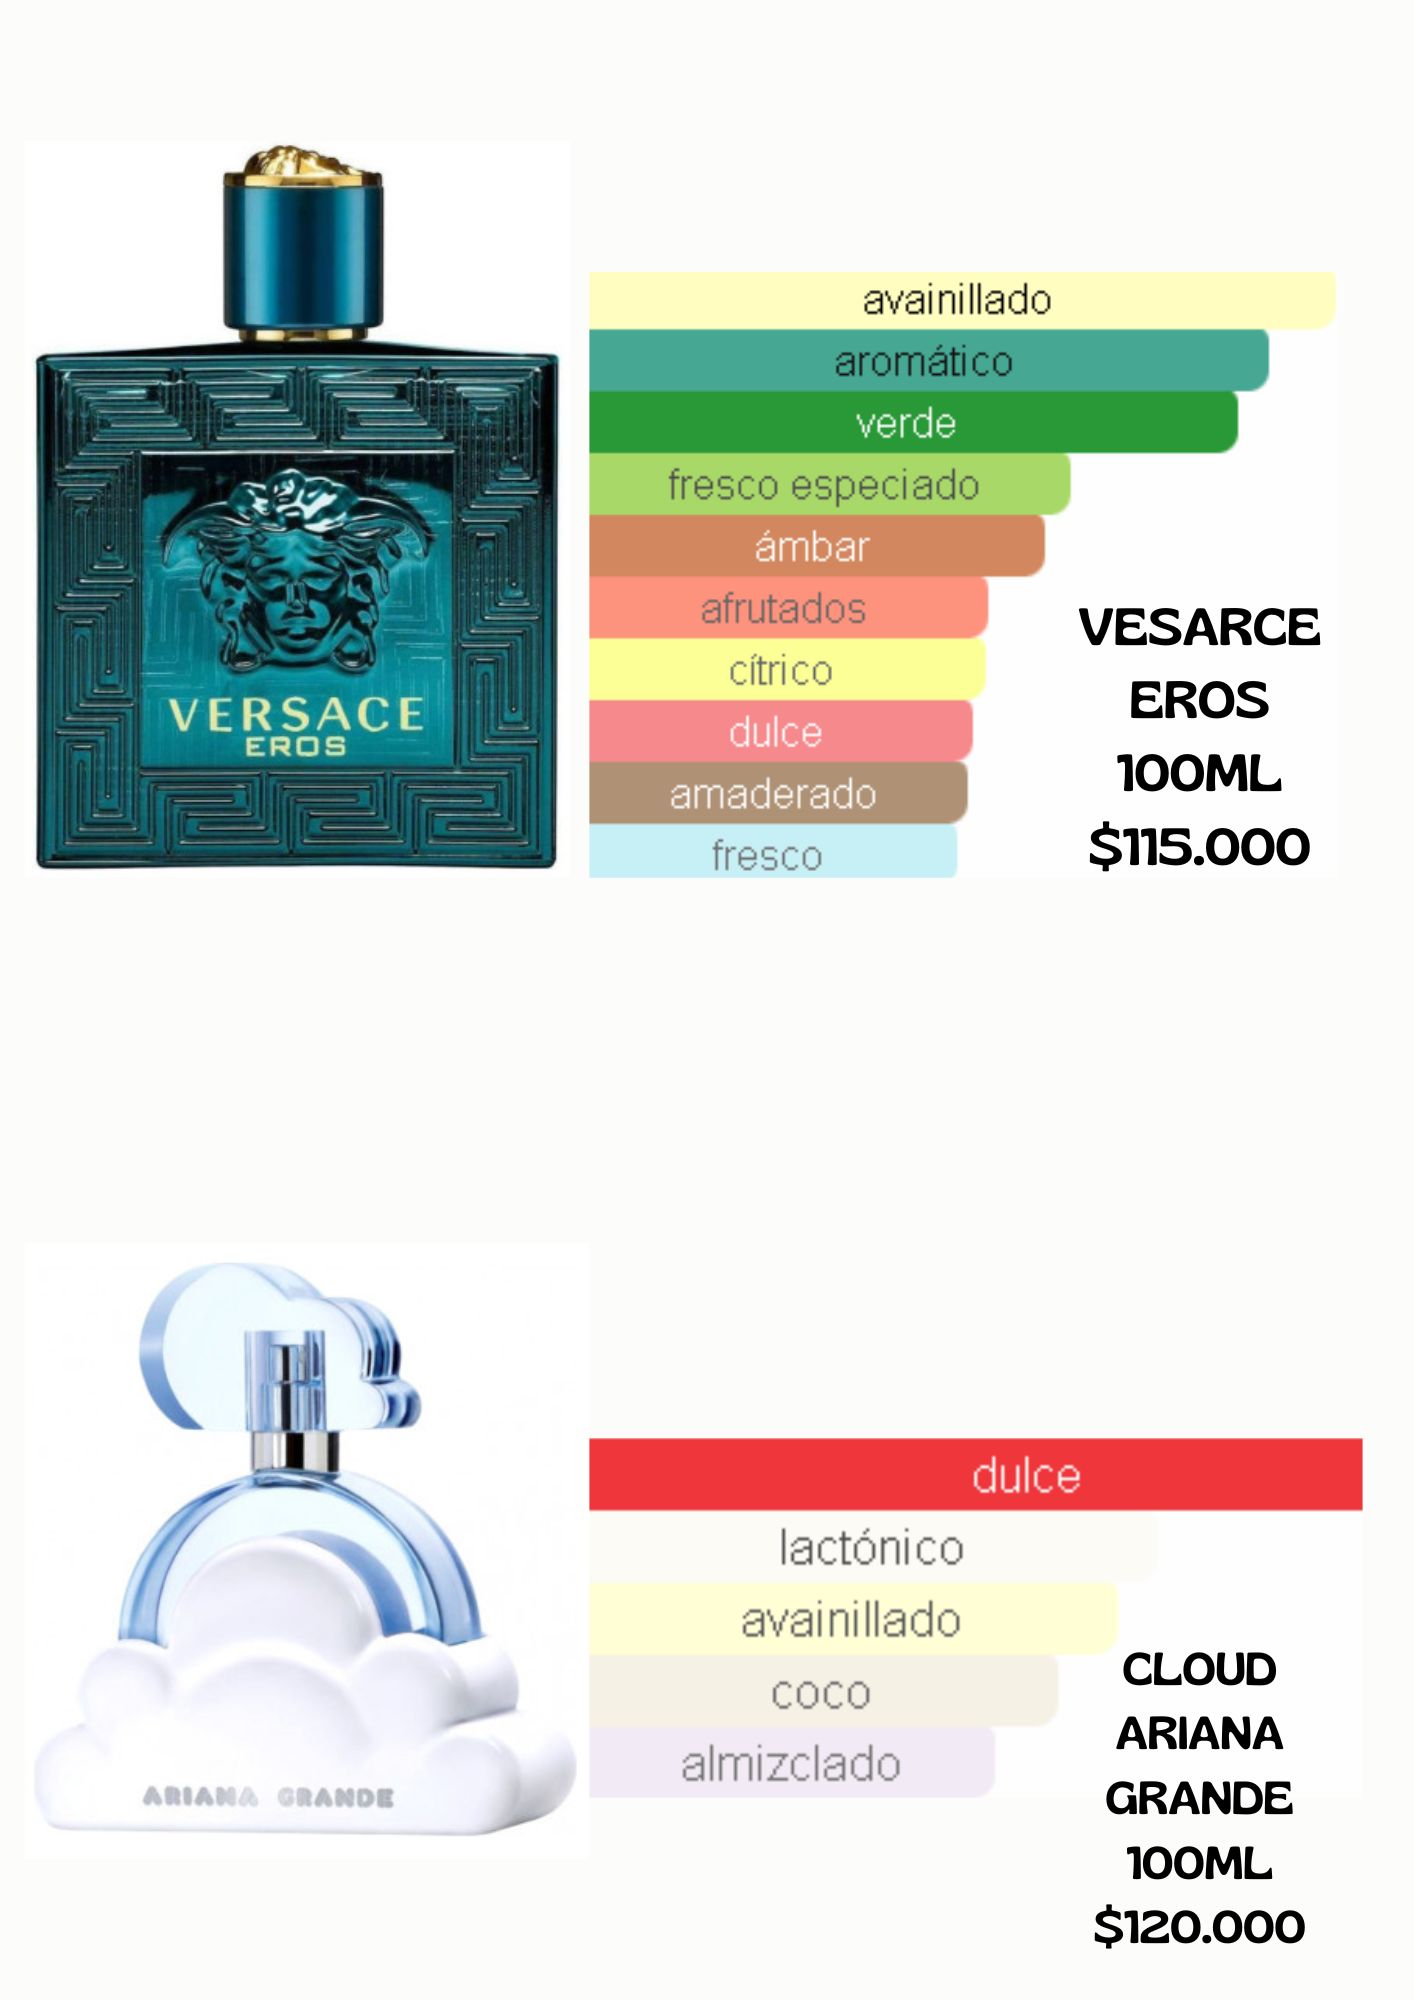 VERSACE
EROS
avainillado
aromático
verde
fresco especiado
ámbar
afrutados
cítrico
dulce
amaderado
fresco
VESARCE
EROS
100ML
$115.000
ARIANA GRANDE
dulce
lactónico
avainillado
coco
almizclado
CLOUD
ARIANA
GRANDE
100ML
$120.000